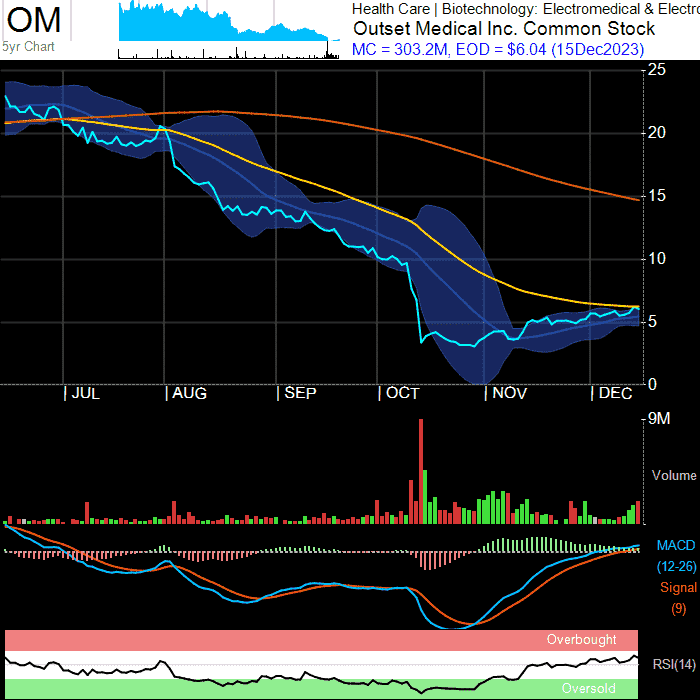 OM
5yr Chart
Health Care | Biotechnology: Electromedical & Electro
Outset Medical Inc. Common Stock
MC = 303.2M, EOD = $6.04 (15Dec2023)
25
20
15
10
5
0
| JUL
| AUG
| SEP
| OCT
| NOV
| DEC
9M
Volume
MACD
(12-26)
Signal
(9)
Overbought
RSI(14)
Oversold